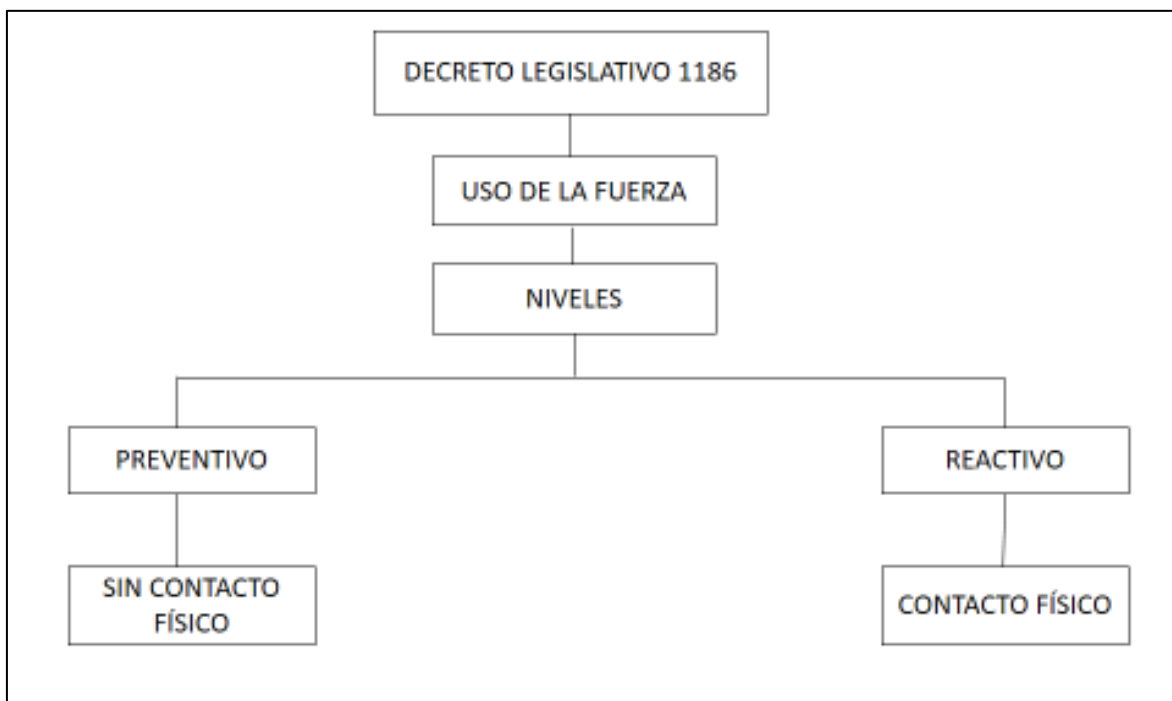 DECRETO LEGISLATIVO 1186
USO DE LA FUERZA
NIVELES
PREVENTIVO
REACTIVO
SIN CONTACTO
FÍSICO
CONTACTO FÍSICO